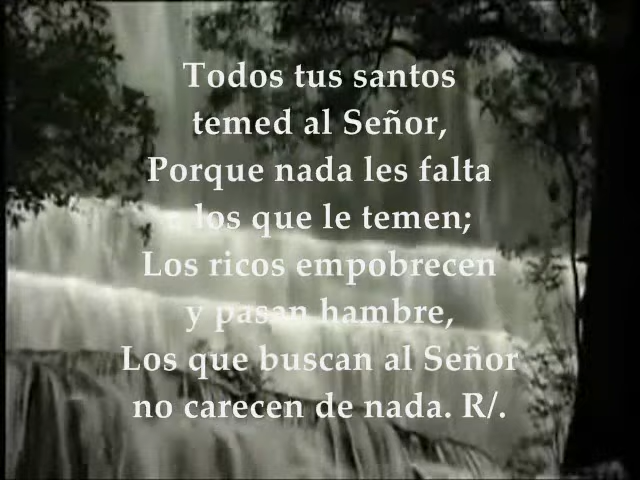 Todos tus santos
temed al Señor,
Porque nada les falta
a los que le temen;
Los ricos empobrecen
y pasan hambre,
Los que buscan al Señor
no carecen de nada. R/.